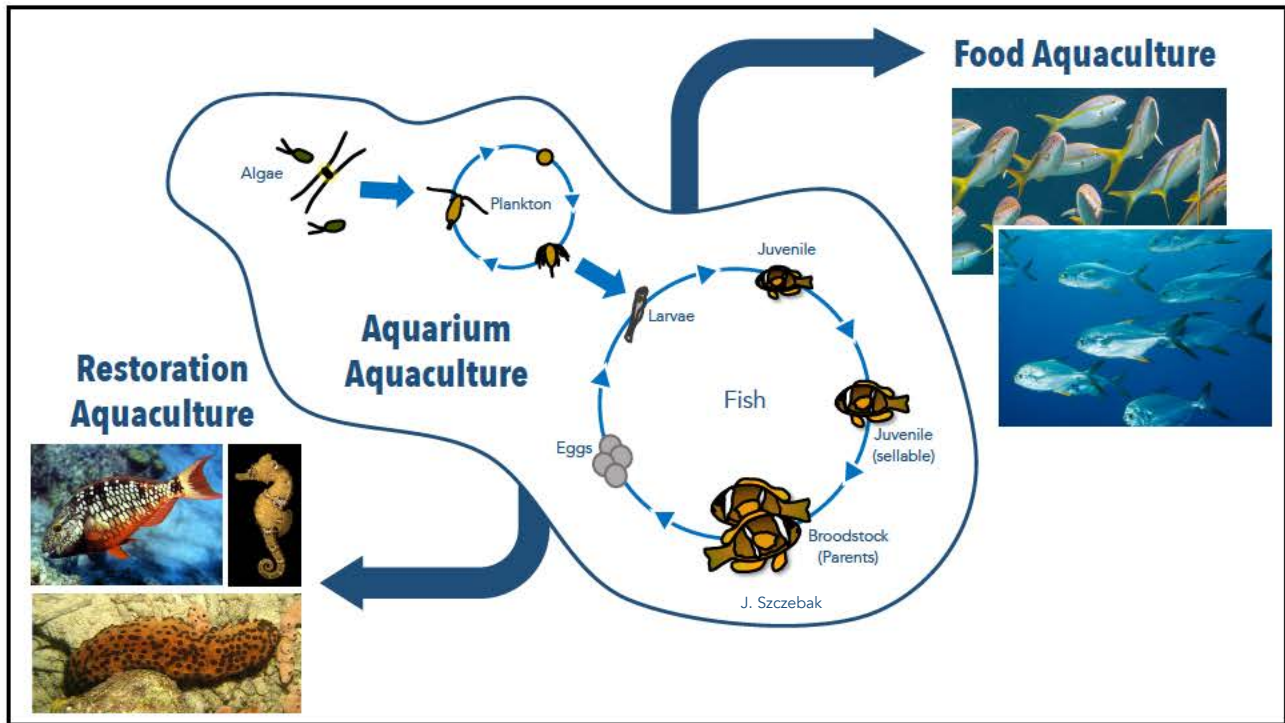 Food Aquaculture
Algae
Plankton
Juvenile
Larvae
Aquarium
Aquaculture
Restoration
Aquaculture
Fish
Juvenile
(sellable)
Eggs
Broodstock
(Parents)
J. Szczebak